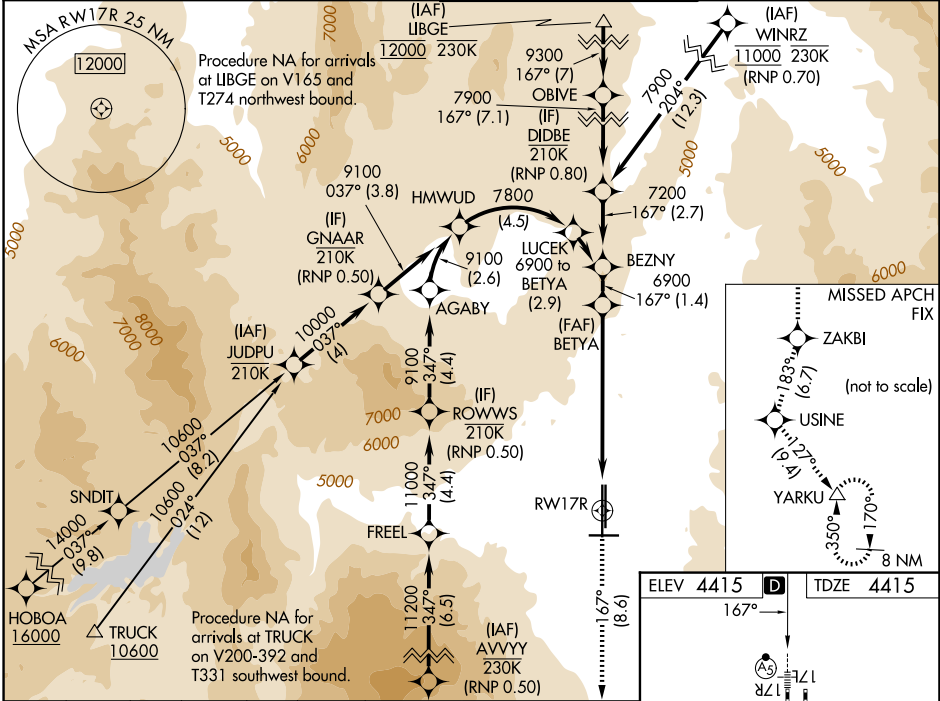 MSA RW17R 25 NM
12000
Procedure NA for arrivals
at LIBGE on V165 and
T274 northwest bound.
7000
6000
5000
(IAF)
LIBGE
12000 230K
9300
167° (7)
OBIVE
7900
167° (7.1)
(IF)
DIDBE
210K
(RNP 0.80)
(IAF)
WINRZ
11000 230K
(RNP 0.70)
7900
204°
(12.3)
5000
5000
6000
7200
167° (2.7)
9100
037° (3.8)
HMWUD
7800
(4.5)
(IF)
GNAAR
210K
(RNP 0.50)
9100
(2.6)
AGABY
LUCEK
6900 to
BETYA
(2.9)
BEZNY
6900
167° (1.4)
(FAF)
BETYA
5000
6000
7000
8000
(IAF)
JUDPU
210K
10000
037°
(4)
9100
347°
(4.4)
(IF)
ROWWS
210K
(RNP 0.50)
7000
6000
5000
11000
347°
(4.4)
FREEL
10600
037°
(8.2)
SNDIT
14000
037°
(9.8)
HOBOA
16000
10600
024°
(12)
TRUCK
10600
Procedure NA for
arrivals at TRUCK
on V200-392 and
T331 southwest bound.
11200
347°
(6.5)
(IAF)
AVVYY
230K
(RNP 0.50)
RW17R
167°
(8.6)
MISSED APCH
FIX
ZAKBI
183°
(6.7)
(not to scale)
USINE
127°
(9.4)
YARKU
350°
170°
8 NM
ELEV 4415 D TDZE 4415
167°
A5
17L
17R